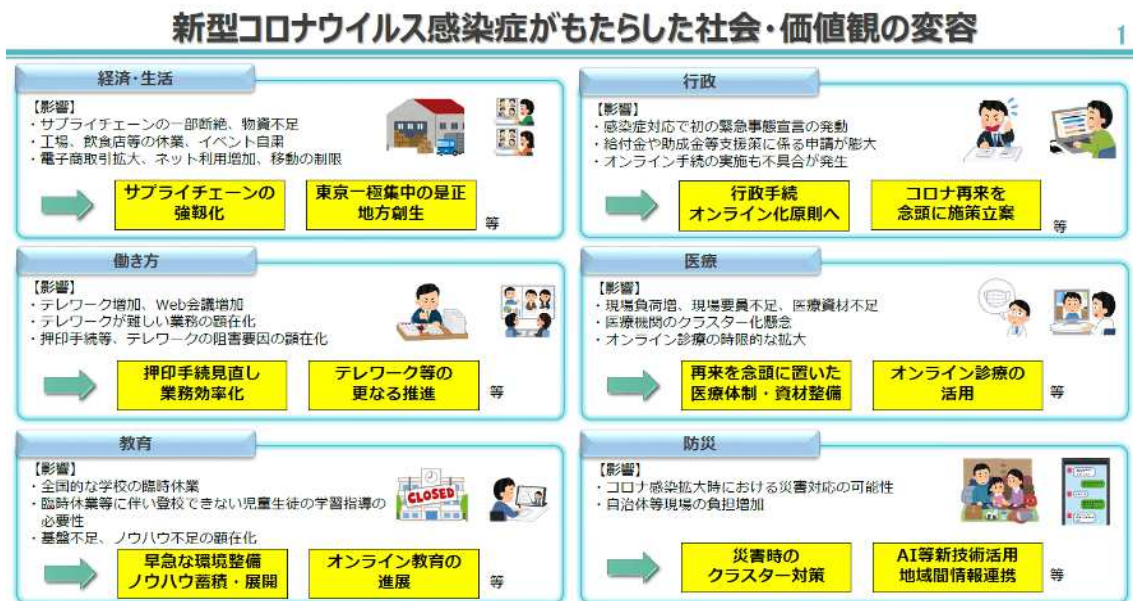 新型コロナウイルス感染症がもたらした社会・価値観の変容
1
経済・生活
【影響】
・サプライチェーンの一部断絶、物資不足
・工場、飲食店等の休業、イベント自粛
・電子商取引拡大、ネット利用増加、移動の制限
サプライチェーンの
強靱化
東京一極集中の是正
地方創生
等
行政
【影響】
・感染症対応で初の緊急事態宣言の発動
・給付金や助成金等支援策に係る申請が膨大
・オンライン手続の実施も不具合が発生
行政手続
オンライン化原則へ
コロナ再来を
念頭に施策立案
等
働き方
【影響】
・テレワーク増加、Web会議増加
・テレワークが難しい業務の顕在化
・押印手続等、テレワークの阻害要因の顕在化
押印手続見直し
業務効率化
テレワーク等の
更なる推進
等
医療
【影響】
・現場負荷増、現場要員不足、医療資材不足
・医療機関のクラスター化懸念
・オンライン診療の時限的な拡大
再来を念頭に置いた
医療体制・資材整備
オンライン診療の
活用
等
教育
【影響】
・全国的な学校の臨時休業
・臨時休業等に伴い登校できない児童生徒の学習指導の
必要性
・基盤不足、ノウハウ不足の顕在化
CLOSED
早急な環境整備
ノウハウ蓄積・展開
オンライン教育の
進展
等
防災
【影響】
・コロナ感染拡大時における災害対応の可能性
・自治体等現場の負担増加
災害時の
クラスター対策
AI等新技術活用
地域間情報連携
等